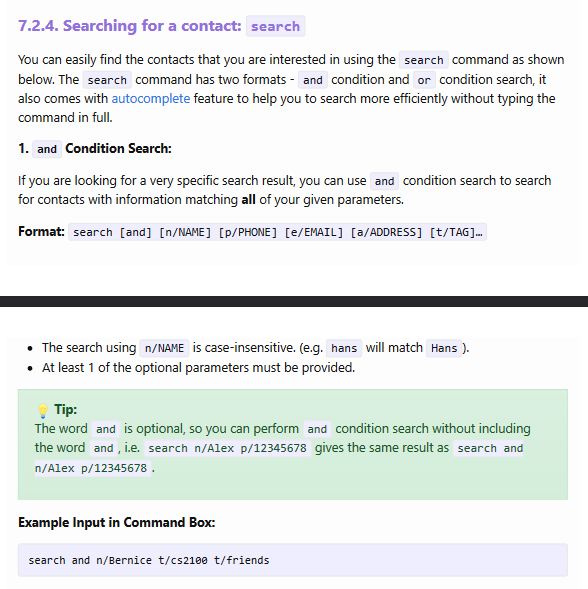 7.2.4. Searching for a contact: search
You can easily find the contacts that you are interested in using the search command as shown
below. The search command has two formats - and condition and or condition search, it
also comes with autocomplete feature to help you to search more efficiently without typing the
command in full.
1. and Condition Search:
If you are looking for a very specific search result, you can use and condition search to search
for contacts with information matching all of your given parameters.
Format: search [and] [n/NAME] [p/PHONE] [e/EMAIL] [a/ADDRESS] [t/TAG]…
• The search using n/NAME is case-insensitive. (e.g. hans will match Hans ).
• At least 1 of the optional parameters must be provided.
💡 Tip:
The word and is optional, so you can perform and condition search without including
the word and , i.e. search n/Alex p/12345678 gives the same result as search and
n/Alex p/12345678 .
Example Input in Command Box:
search and n/Bernice t/cs2100 t/friends